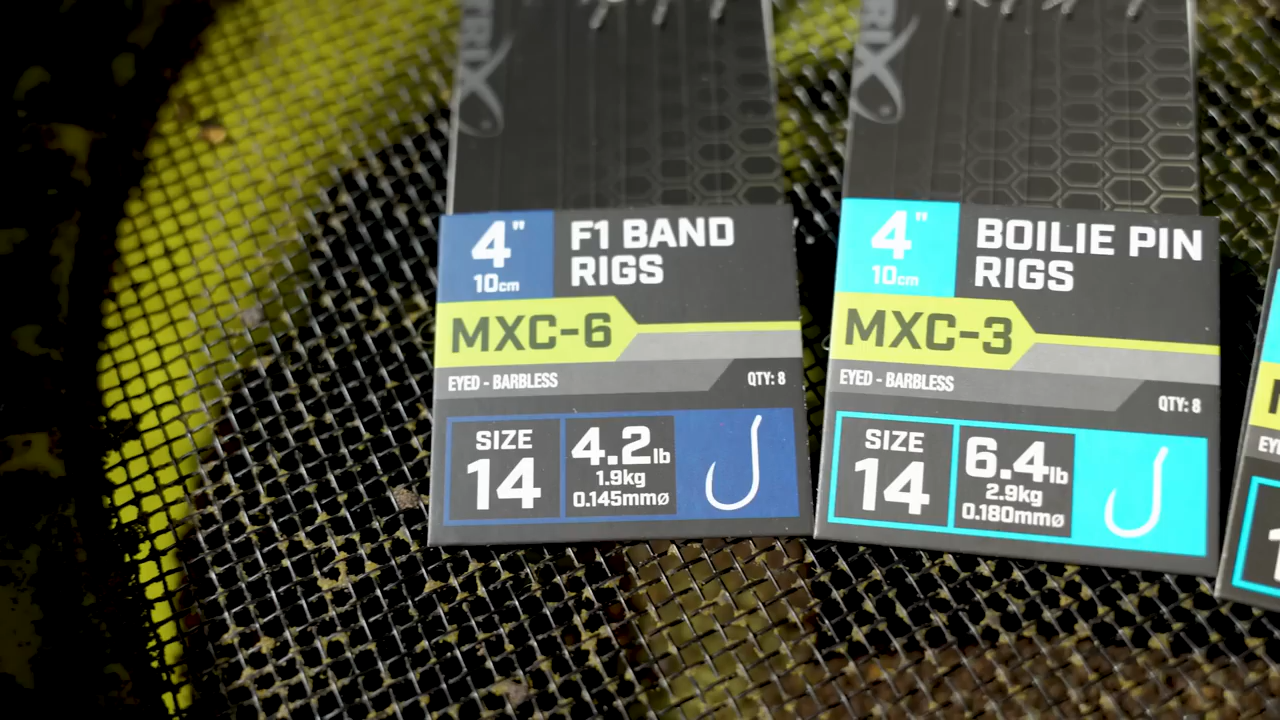 4"
10cm
F1 BAND
RIGS
MXC-6
EYED - BARBLESS
QTY: 8
SIZE
14
4.2lb
1.9kg
0.145mmø
4"
10cm
BOILIE PIN
RIGS
MXC-3
EYED - BARBLESS
QTY: 8
SIZE
14
6.4lb
2.9kg
0.180mmø